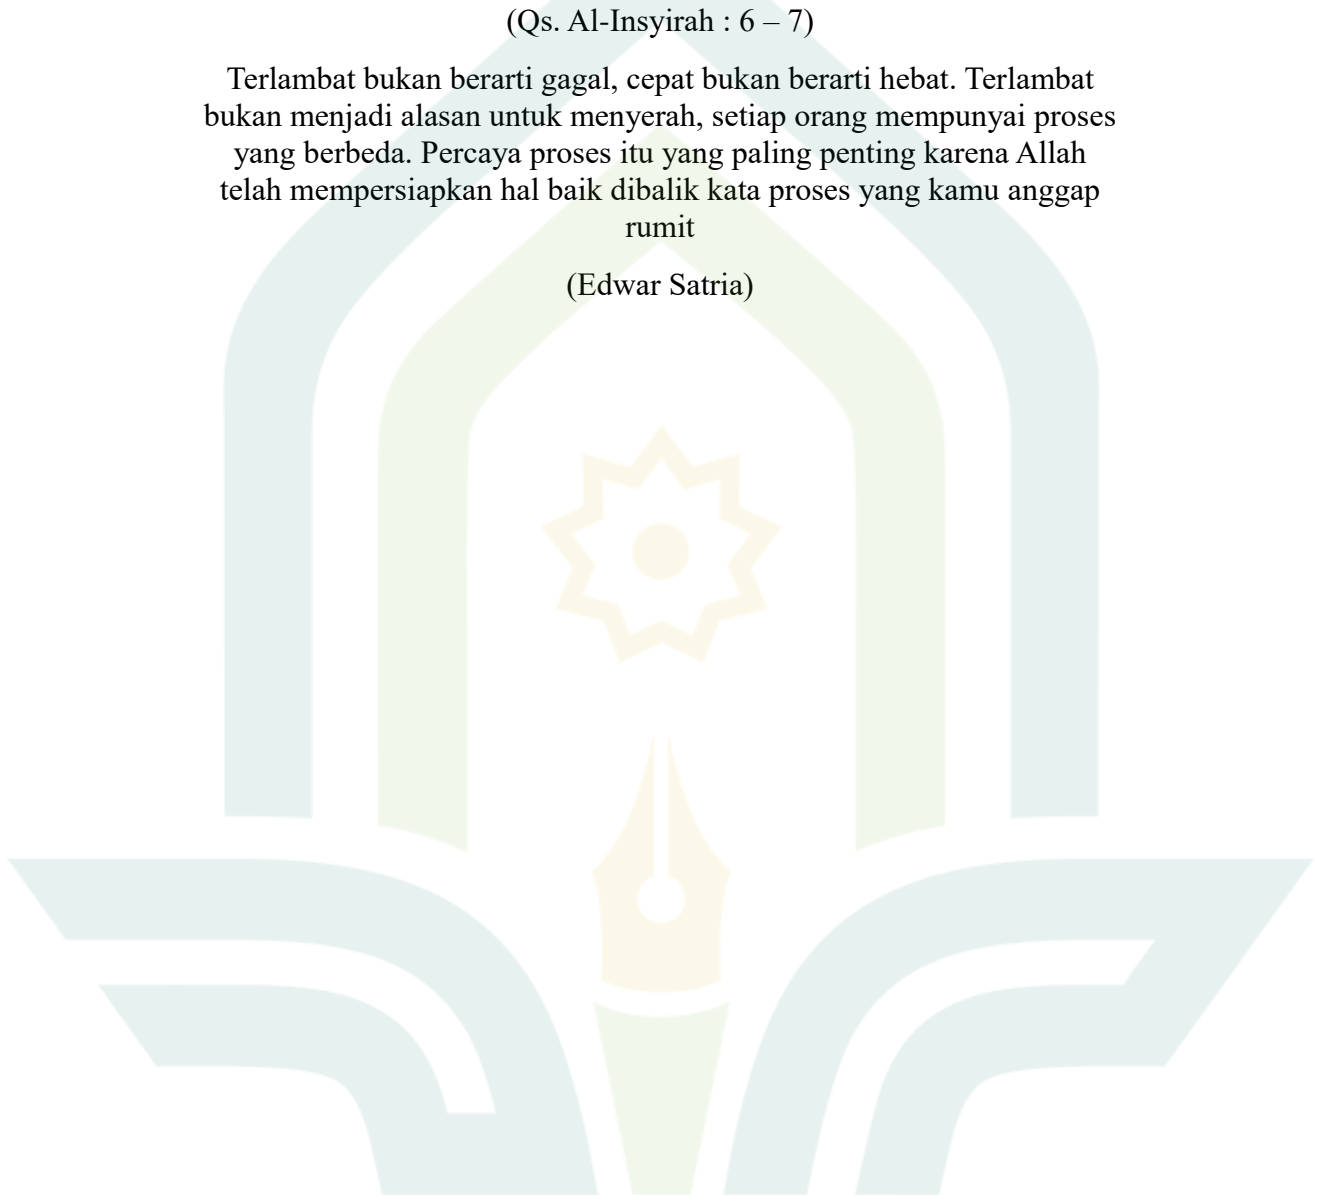 (Qs. Al-Insyirah : 6 – 7)
Terlambat bukan berarti gagal, cepat bukan berarti hebat. Terlambat
bukan menjadi alasan untuk menyerah, setiap orang mempunyai proses
yang berbeda. Percaya proses itu yang paling penting karena Allah
telah mempersiapkan hal baik dibalik kata proses yang kamu anggap
rumit
(Edwar Satria)